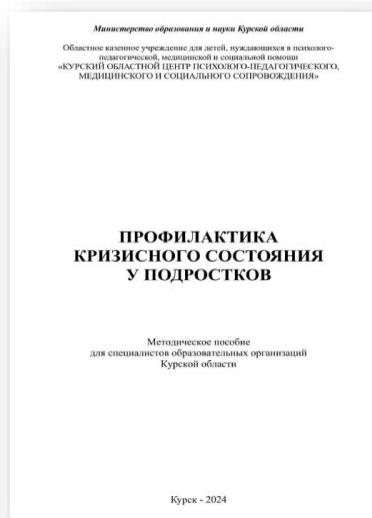 Министерство образования и науки Курской области
Областное казенное учреждение для детей, нуждающихся в психолого-
педагогической, медицинской и социальной помощи
«КУРСКИЙ ОБЛАСТНОЙ ЦЕНТР ПСИХОЛОГО-ПЕДАГОГИЧЕСКОГО,
МЕДИЦИНСКОГО И СОЦИАЛЬНОГО СОПРОВОЖДЕНИЯ»
ПРОФИЛАКТИКА
КРИЗИСНОГО СОСТОЯНИЯ
У ПОДРОСТКОВ
Методическое пособие
для специалистов образовательных организаций
Курской области
Курск - 2024